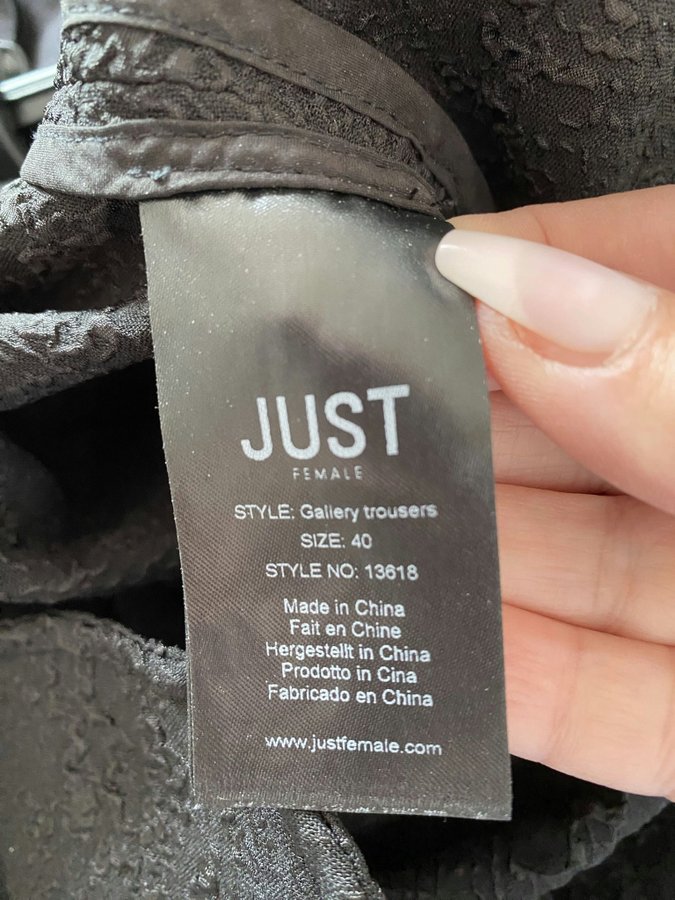 JUST
FEMALE
STYLE: Gallery trousers
SIZE: 40
STYLE NO: 13618
Made in China
Fait en Chine
Hergestellt in China
Prodotto in Cina
Fabricado en China
www.justfemale.com